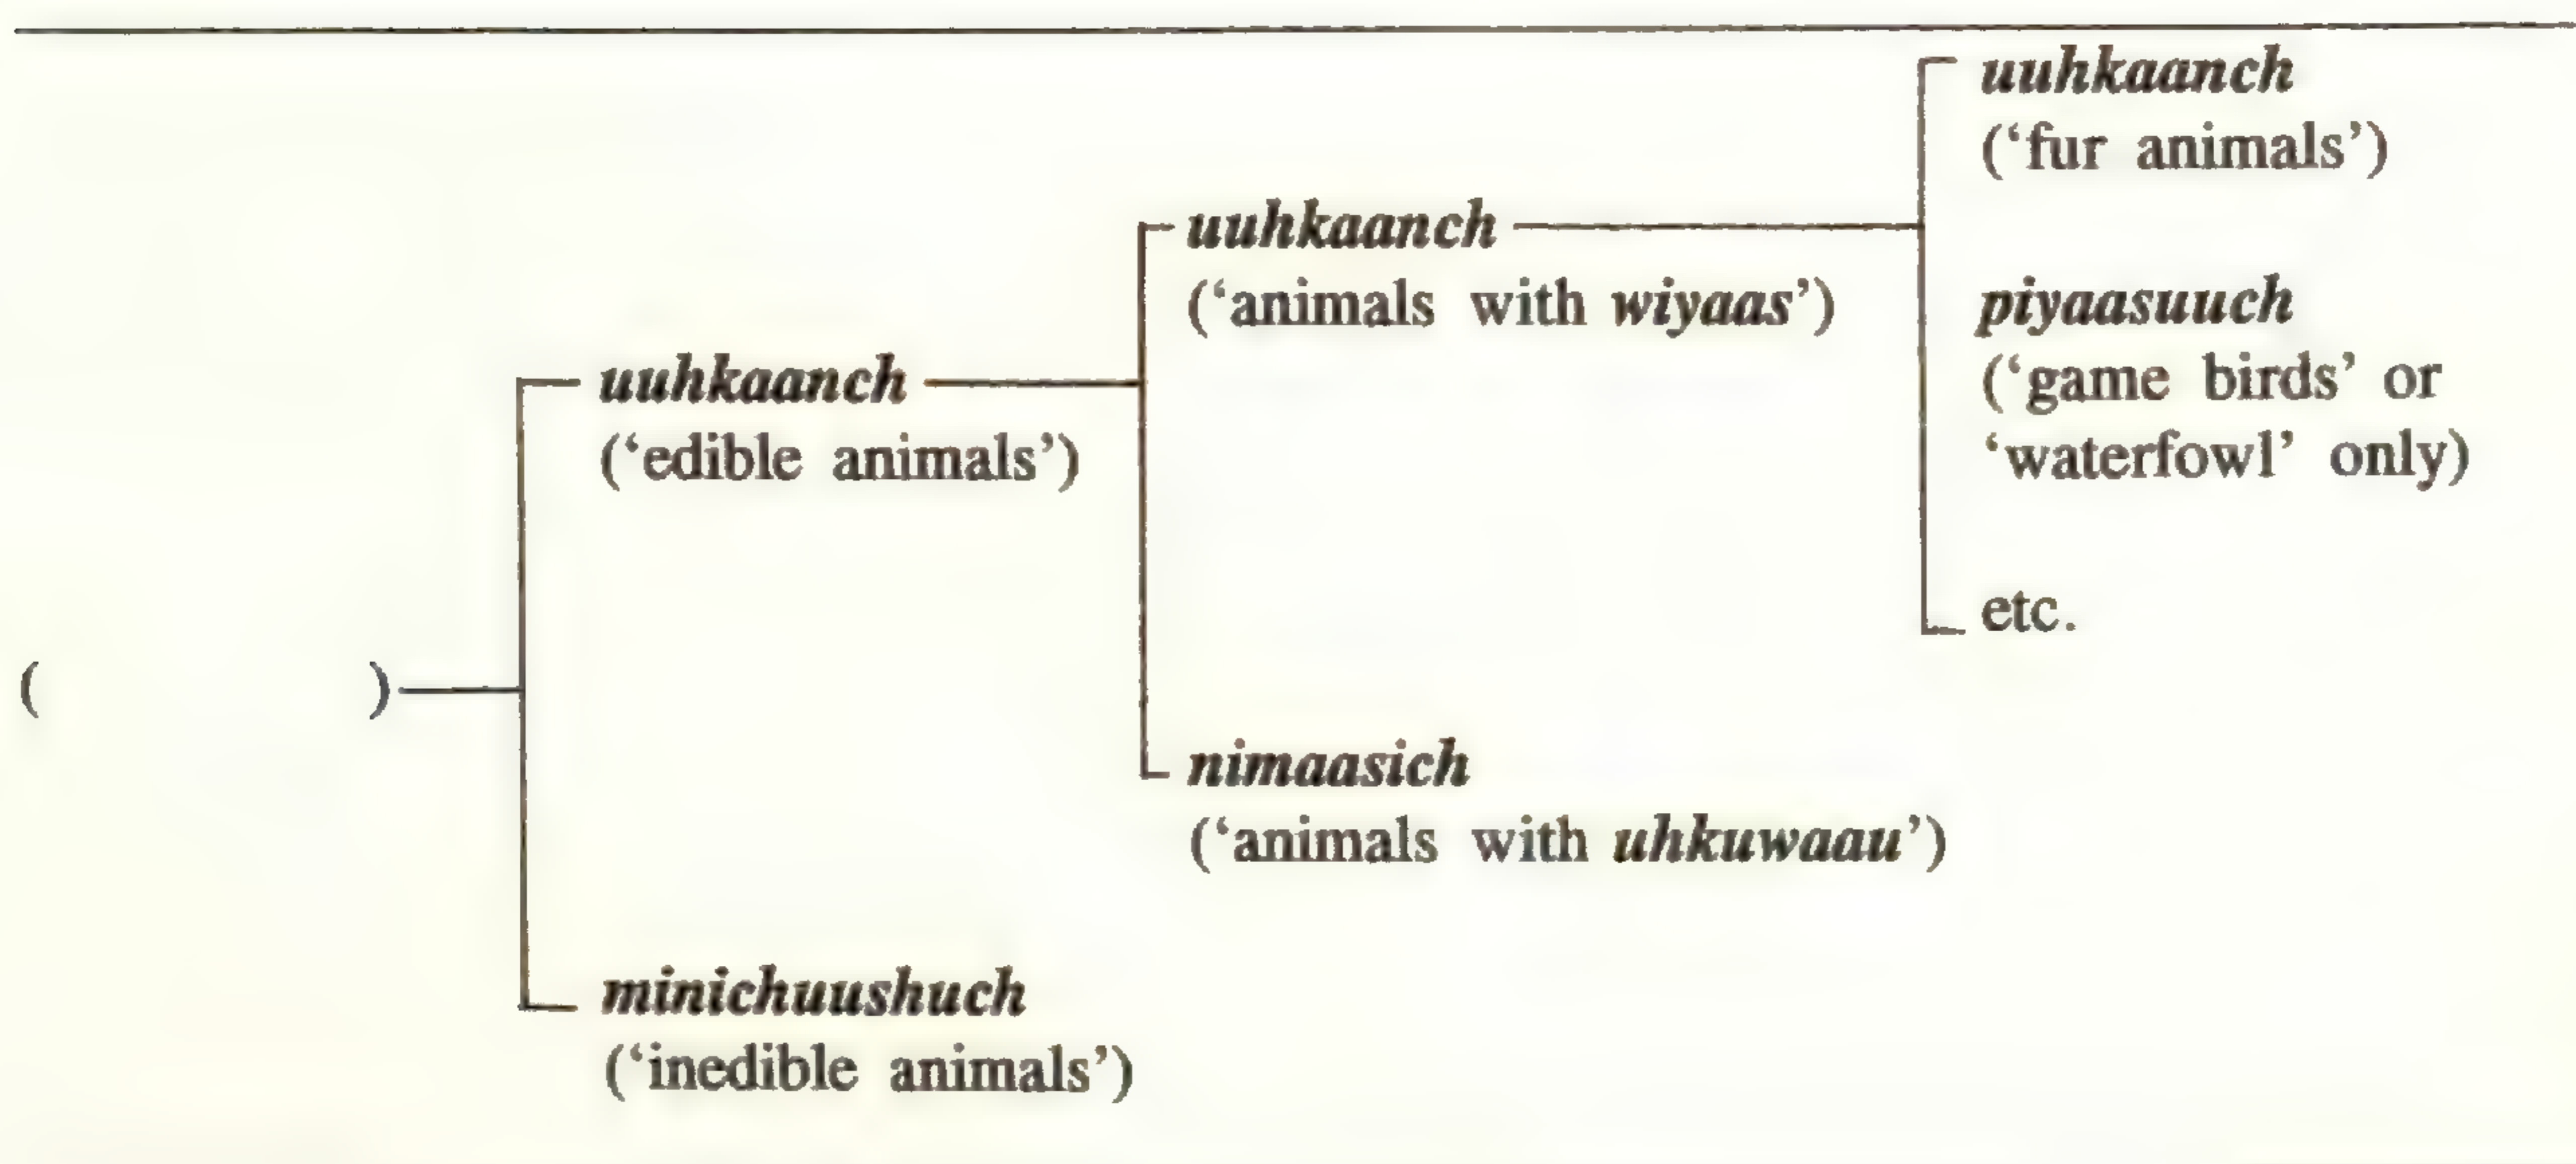 uuhkaanch
('fur animals')
uuhkaanch
('animals with wiyaas')
piyaasuuch
('game birds' or
'waterfowl' only)
uuhkaanch
('edible animals')
etc.
( )
nimaasich
('animals with uhkuwaau')
minichuushuch
('inedible animals')